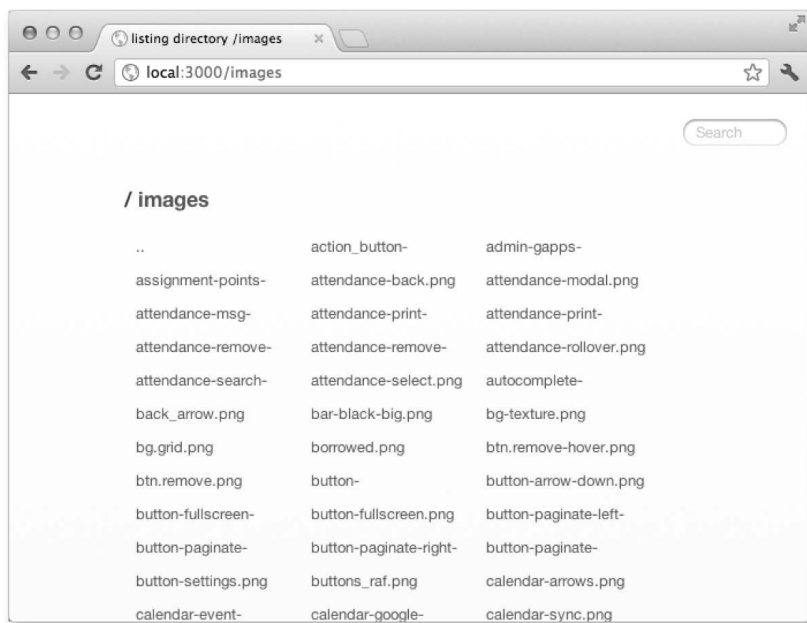 listing directory /images
local:3000/images
Search
/ images
.. action_button- admin-gapps-
assignment-points- attendance-back.png attendance-modal.png
attendance-msg- attendance-print- attendance-print-
attendance-remove- attendance-remove- attendance-rollover.png
attendance-search- attendance-select.png autocomplete-
back_arrow.png bar-black-big.png bg-texture.png
bg.grid.png borrowed.png btn.remove-hover.png
btn.remove.png button- button-arrow-down.png
button-fullscreen- button-fullscreen.png button-paginate-left-
button-paginate- button-paginate-right- button-paginate-
button-settings.png buttons_raf.png calendar-arrows.png
calendar-event- calendar-google- calendar-sync.png